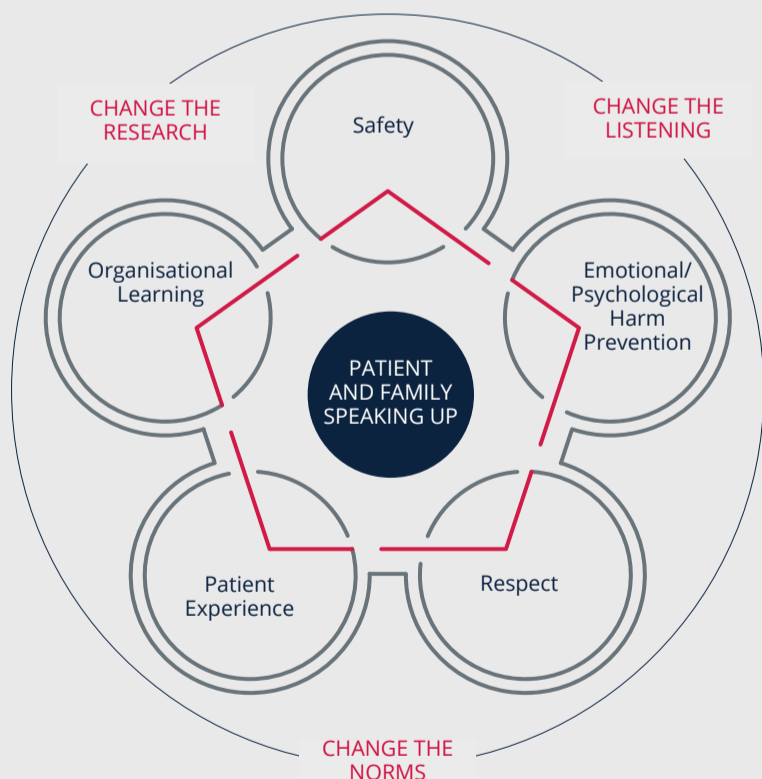 CHANGE THE
RESEARCH
CHANGE THE
LISTENING
Safety
Organisational
Learning
Emotional/
Psychological
Harm
Prevention
PATIENT
AND FAMILY
SPEAKING UP
Patient
Experience
Respect
CHANGE THE
NORMS